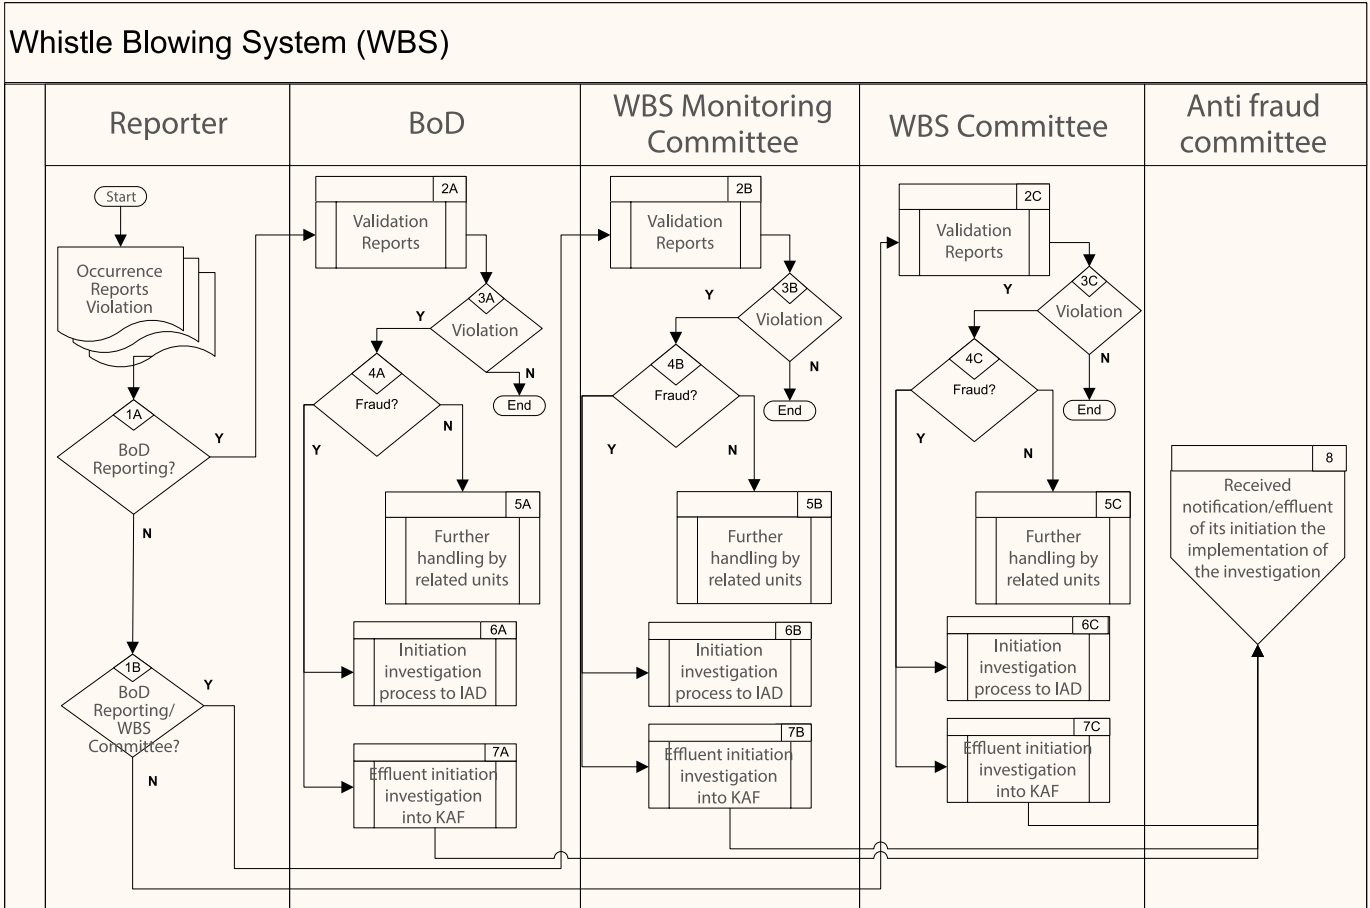 Whistle Blowing System (WBS)
Reporter
BoD
WBS Monitoring
Committee
WBS Committee
Anti fraud
committee
Start
Occurrence
Reports
Violation
1A
BoD
Reporting?
Y
N
1B
BoD
Reporting/
WBS
Committee?
Y
N
2A
Validation
Reports
3A
Violation
Y
N
End
4A
Fraud?
Y
N
5A
Further
handling by
related units
6A
Initiation
investigation
process to IAD
7A
Effluent initiation
investigation
into KAF
2B
Validation
Reports
3B
Violation
Y
N
End
4B
Fraud?
Y
N
5B
Further
handling by
related units
6B
Initiation
investigation
process to IAD
7B
Effluent initiation
investigation
into KAF
2C
Validation
Reports
3C
Violation
Y
N
End
4C
Fraud?
Y
N
5C
Further
handling by
related units
6C
Initiation
investigation
process to IAD
7C
Effluent initiation
investigation
into KAF
8
Received
notification/effluent
of its initiation the
implementation of
the investigation